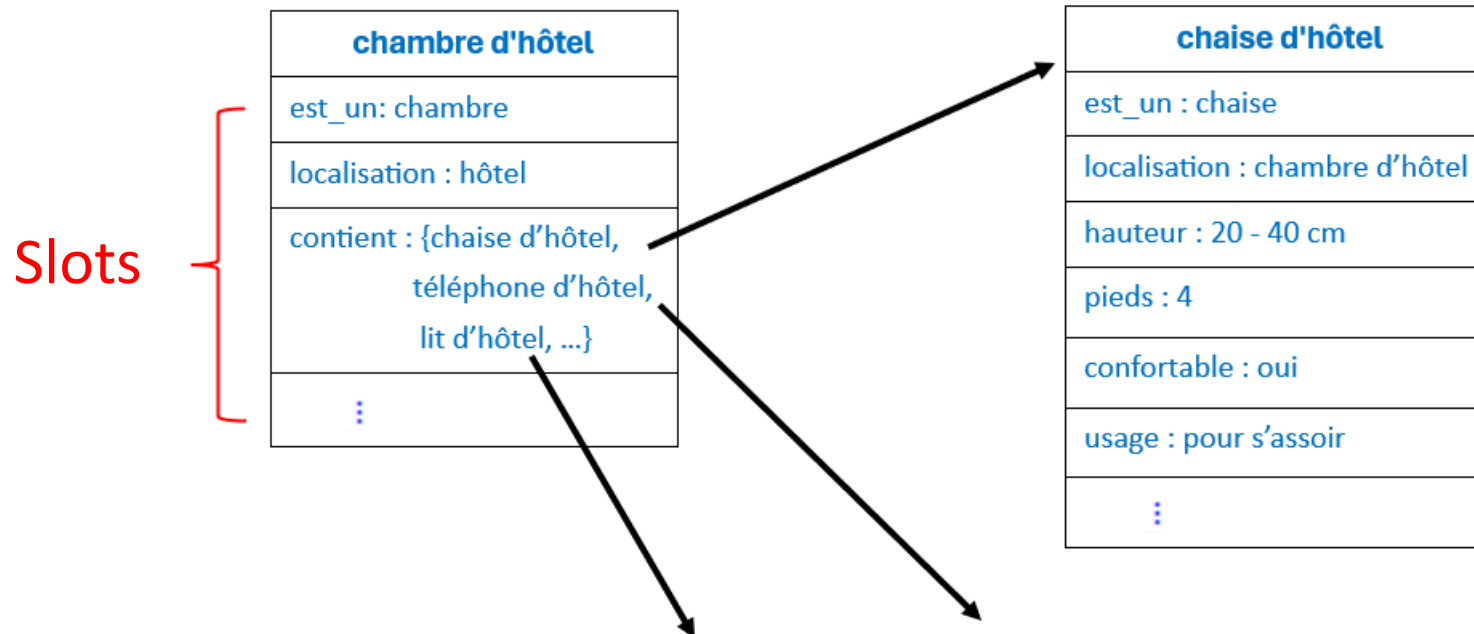 chambre d'hôtel
est_un: chambre
localisation : hôtel
contient : {chaise d’hôtel,
téléphone d’hôtel,
lit d’hôtel, ...}
⋮
Slots
chaise d'hôtel
est_un : chaise
localisation : chambre d’hôtel
hauteur : 20 - 40 cm
pieds : 4
confortable : oui
usage : pour s’assoir
⋮